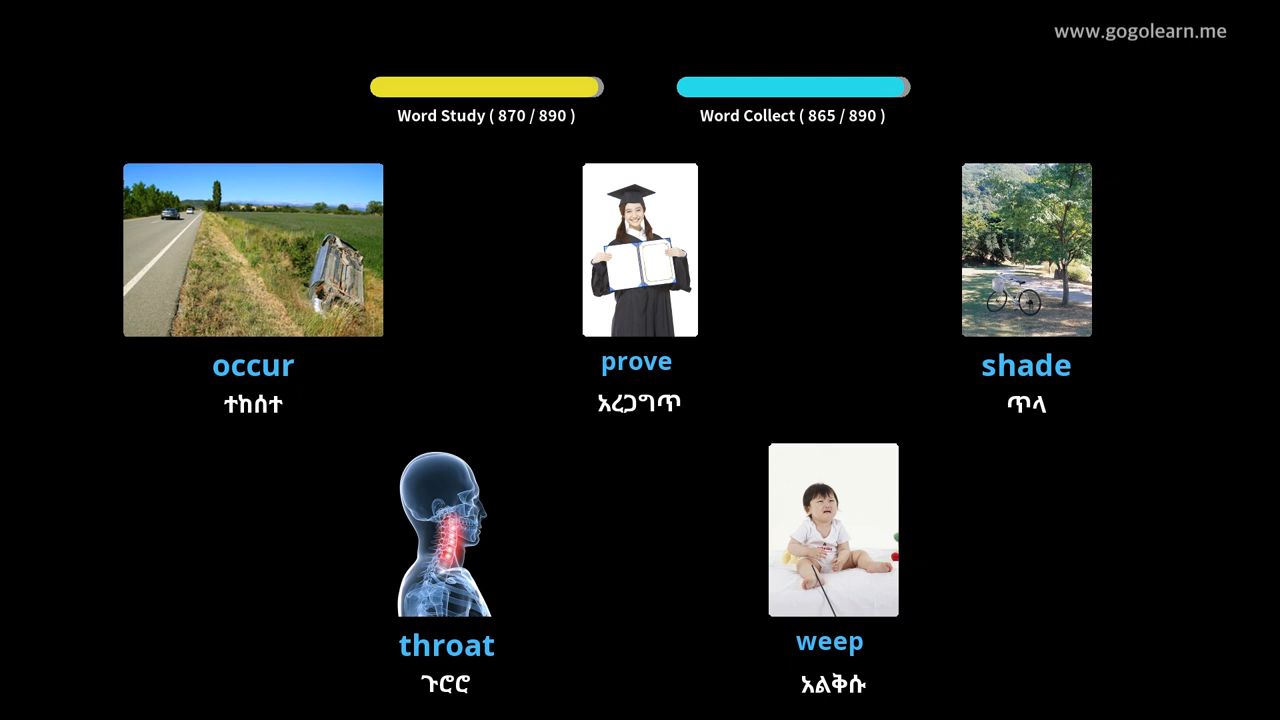 www.gogolearn.me
Word Study ( 870 / 890 )
Word Collect ( 865 / 890 )
occur
ተከሰተ
prove
አረጋግጥ
shade
ጥላ
throat
ጉሮሮ
weep
አልቅሱ